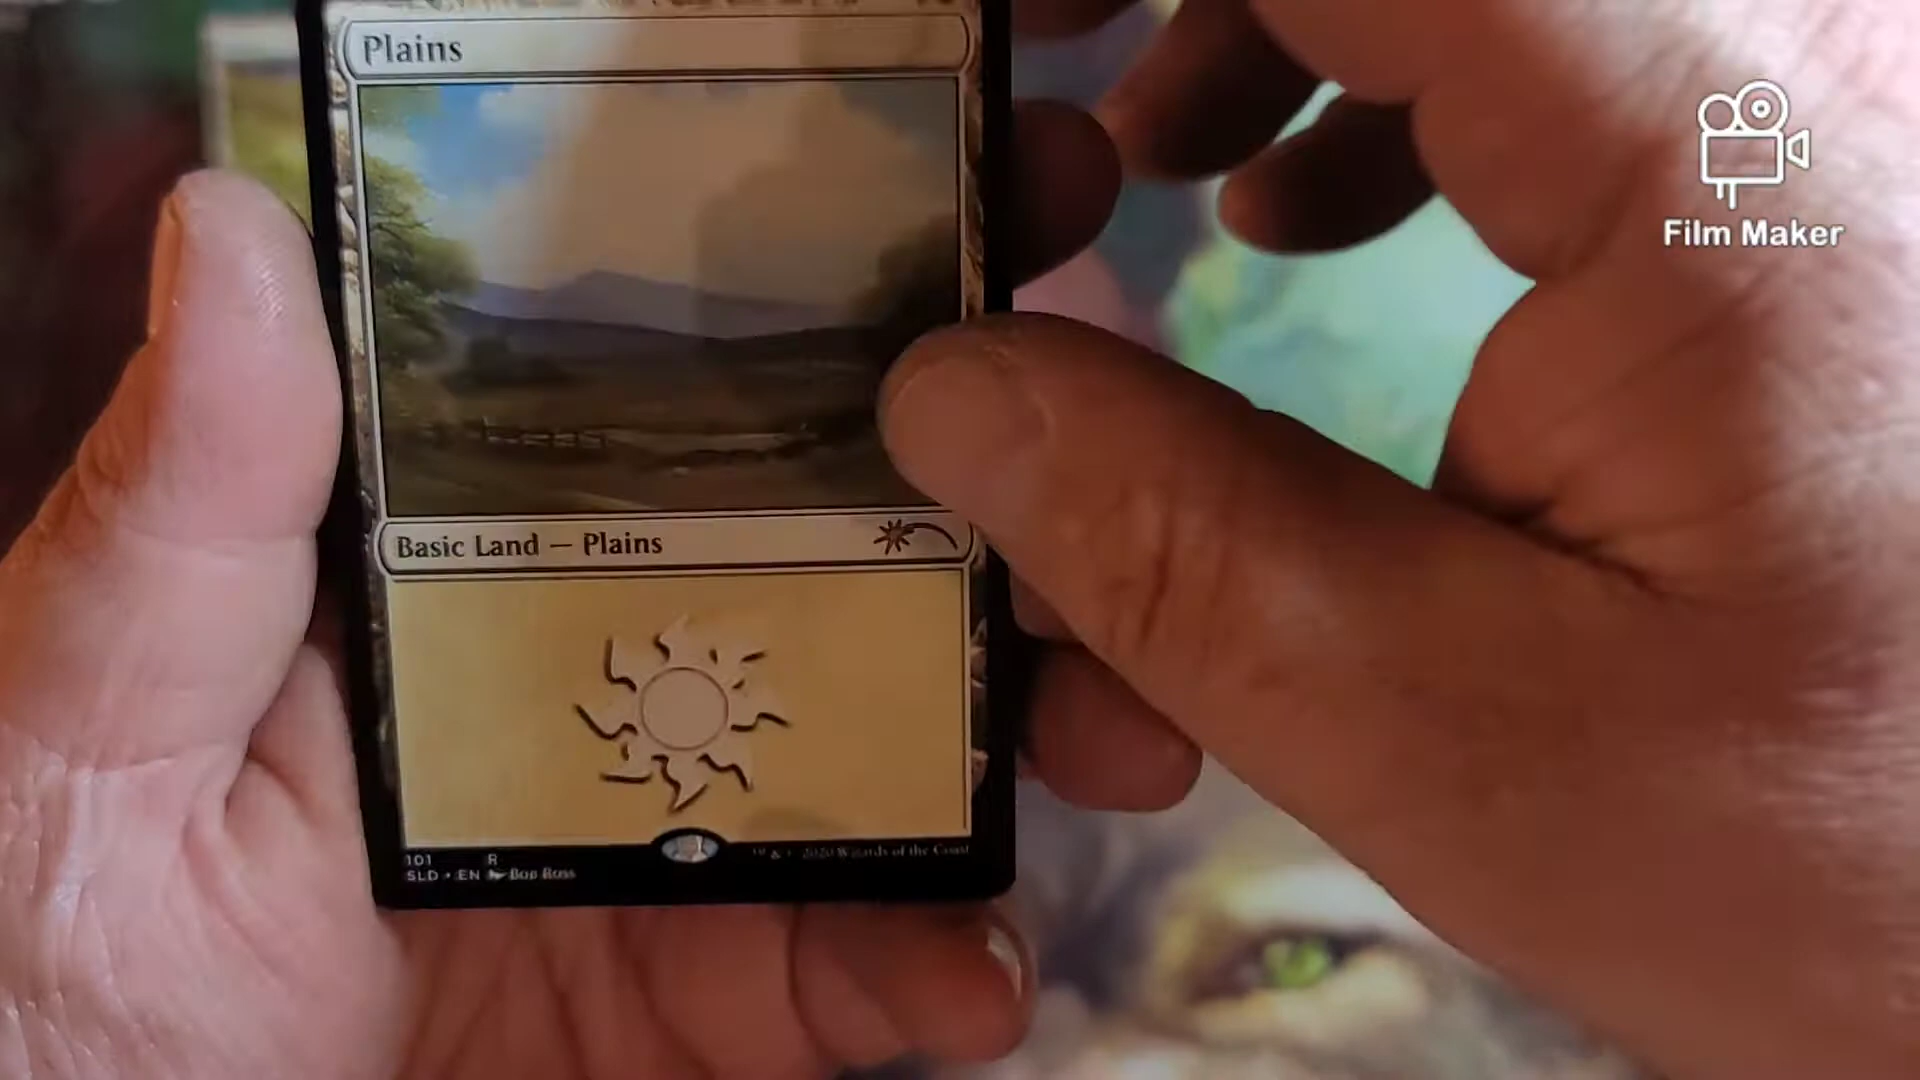 Plains
Film Maker
Basic Land — Plains
101 R
SLD • EN Bob Ross
2020 Wizards of the Coast